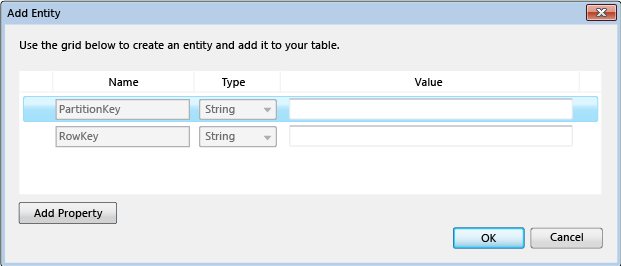 Add Entity
Use the grid below to create an entity and add it to your table.
Name Type Value
PartitionKey String
RowKey String
Add Property
OK Cancel